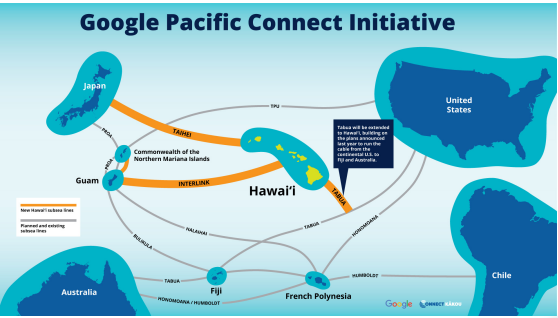 Google Pacific Connect Initiative
Japan
United
States
TPU
TAIHEI
PROA
Tabua will be extended
to Hawai‘i, building on
the plans announced
last year to run the
cable from the
continental U.S. to
Fiji and Australia.
Commonwealth of the
Northern Mariana Islands
PROA
Guam
INTERLINK
Hawai‘i
TABUA
New Hawai‘i subsea lines
Planned and existing
subsea lines
BULIKULA
HALAIHAI
TABUA
HONOMOANA
TABUA
HUMBOLDT
Chile
Australia
Fiji
French Polynesia
HONOMOANA / HUMBOLDT
Google